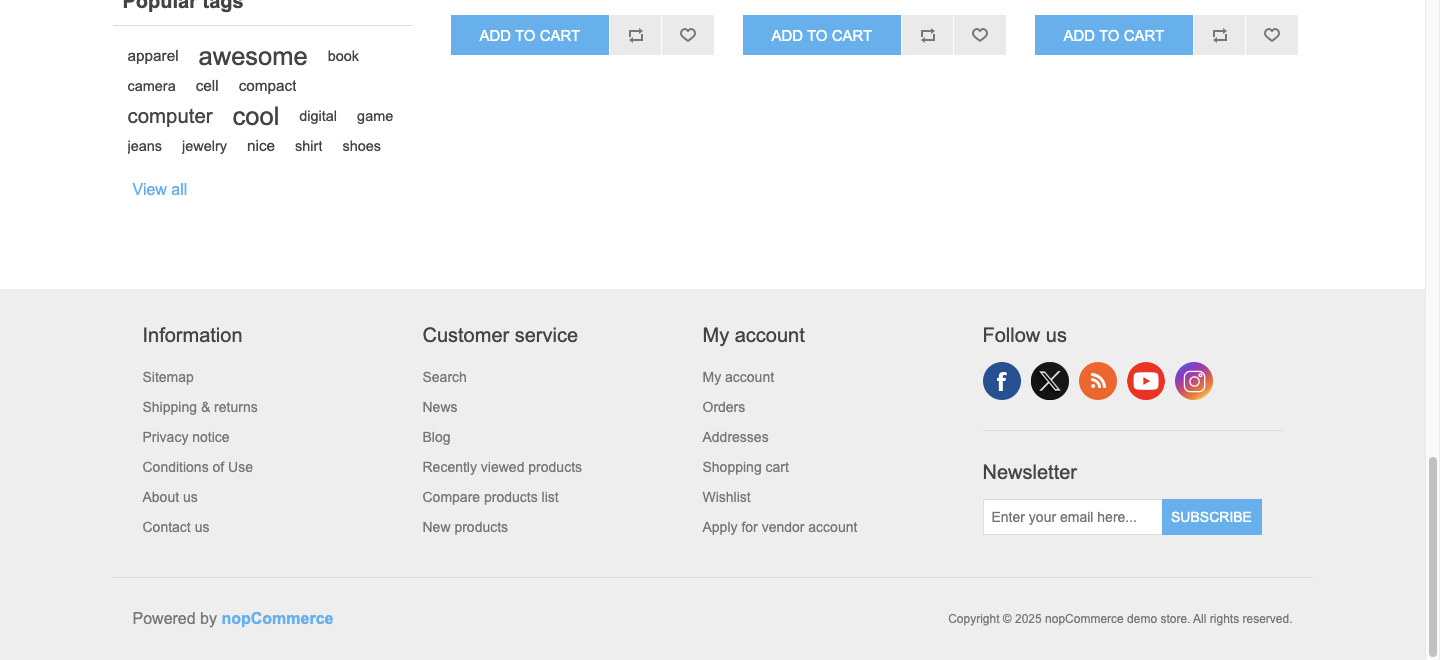 Popular tags
apparel awesome book
camera cell compact
computer cool digital game
jeans jewelry nice shirt shoes
View all
ADD TO CART ADD TO CART ADD TO CART
Information
Sitemap
Shipping & returns
Privacy notice
Conditions of Use
About us
Contact us
Customer service
Search
News
Blog
Recently viewed products
Compare products list
New products
My account
My account
Orders
Addresses
Shopping cart
Wishlist
Apply for vendor account
Follow us
Newsletter
Enter your email here... SUBSCRIBE
Powered by nopCommerce
Copyright © 2025 nopCommerce demo store. All rights reserved.